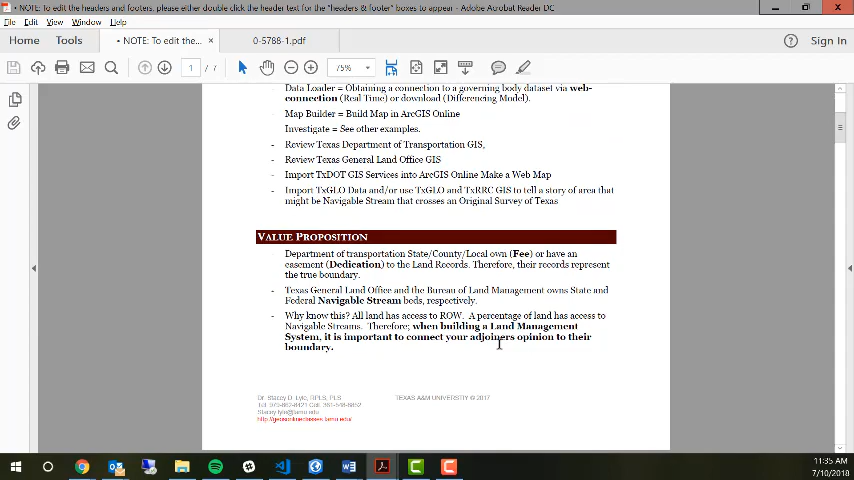 • NOTE: To edit the headers and footers, please either double click the header text for the "headers & footer" boxes to appear - Adobe Acrobat Reader DC
File Edit View Window Help
Home Tools • NOTE: To edit the... × 0-5788-1.pdf Sign In
1 / 7 75%
Data Loader = Obtaining a connection to a governing body dataset via web-
connection (Real Time) or download (Differencing Model).
- Map Builder = Build Map in ArcGIS Online
Investigate = See other examples.
- Review Texas Department of Transportation GIS,
- Review Texas General Land Office GIS
- Import TxDOT GIS Services into ArcGIS Online Make a Web Map
- Import TxGLO Data and/or use TxGLO and TxRRC GIS to tell a story of area that
might be Navigable Stream that crosses an Original Survey of Texas
VALUE PROPOSITION
Department of transportation State/County/Local own (Fee) or have an
easement (Dedication) to the Land Records. Therefore, their records represent
the true boundary.
- Texas General Land Office and the Bureau of Land Management owns State and
Federal Navigable Stream beds, respectively.
- Why know this? All land has access to ROW. A percentage of land has access to
Navigable Streams. Therefore; when building a Land Management
System, it is important to connect your adjoiners opinion to their
boundary.
Dr. Stacey D. Lyle, RPLS, PLS TEXAS A&M UNIVERSTIY © 2017
11:35 AM
7/10/2018